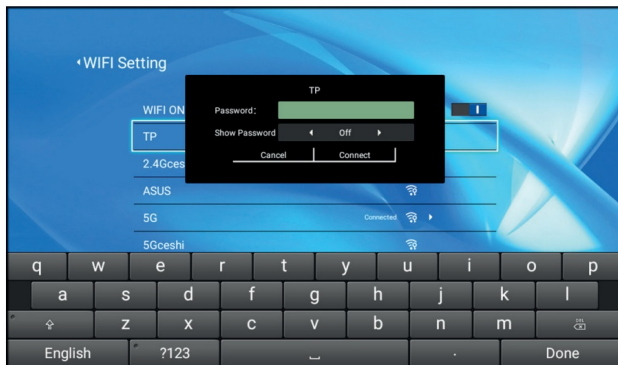 WIFI Setting
TP
WIFI ON
Password:
TP
Show Password Off
2.4Gces
Cancel Connect
ASUS
5G Connected
5Gceshi
q w e r t y u i o p
a s d f g h j k l
z x c v b n m DEL
English ?123 . Done